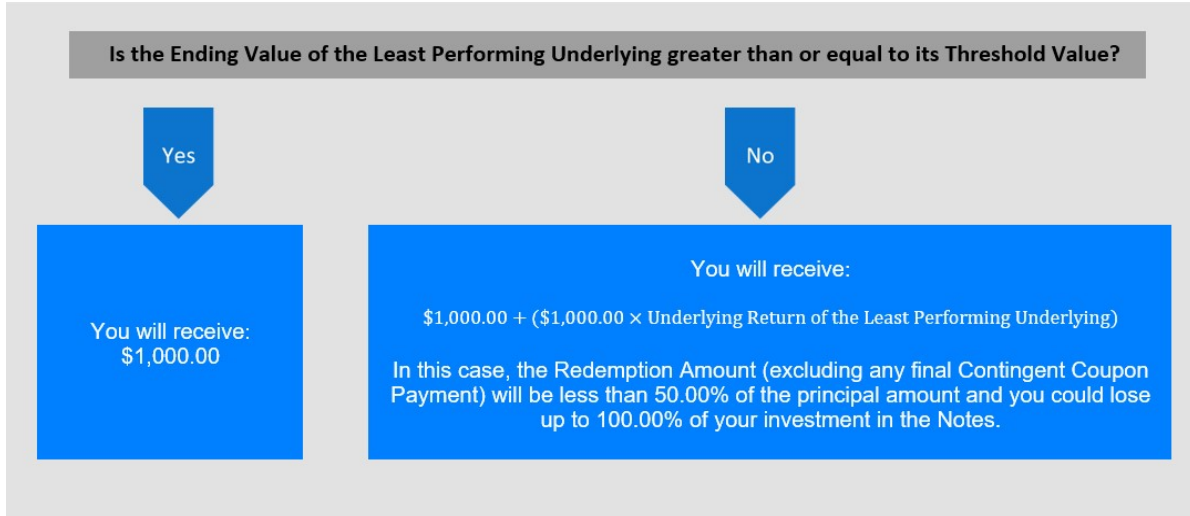 Is the Ending Value of the Least Performing Underlying greater than or equal to its Threshold Value?
Yes
No
You will receive:
$1,000.00
You will receive:
$1,000.00 + ($1,000.00 × Underlying Return of the Least Performing Underlying)
In this case, the Redemption Amount (excluding any final Contingent Coupon
Payment) will be less than 50.00% of the principal amount and you could lose
up to 100.00% of your investment in the Notes.